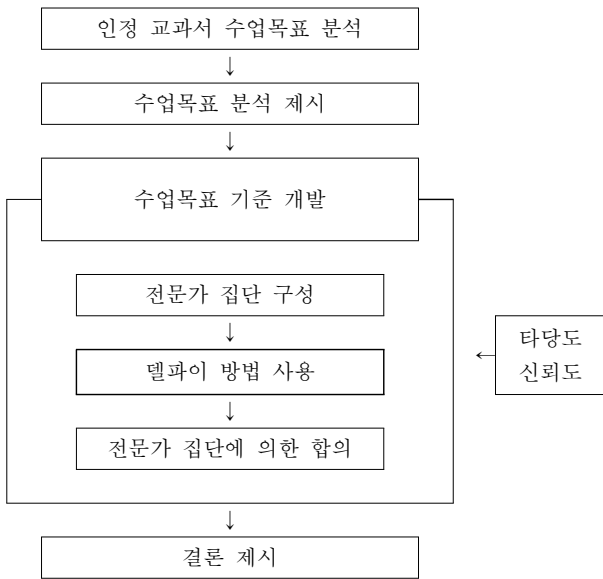 인정 교과서 수업목표 분석
↓
수업목표 분석 제시
↓
수업목표 기준 개발
전문가 집단 구성
↓
델파이 방법 사용
↓
전문가 집단에 의한 합의
←
타당도
신뢰도
↓
결론 제시